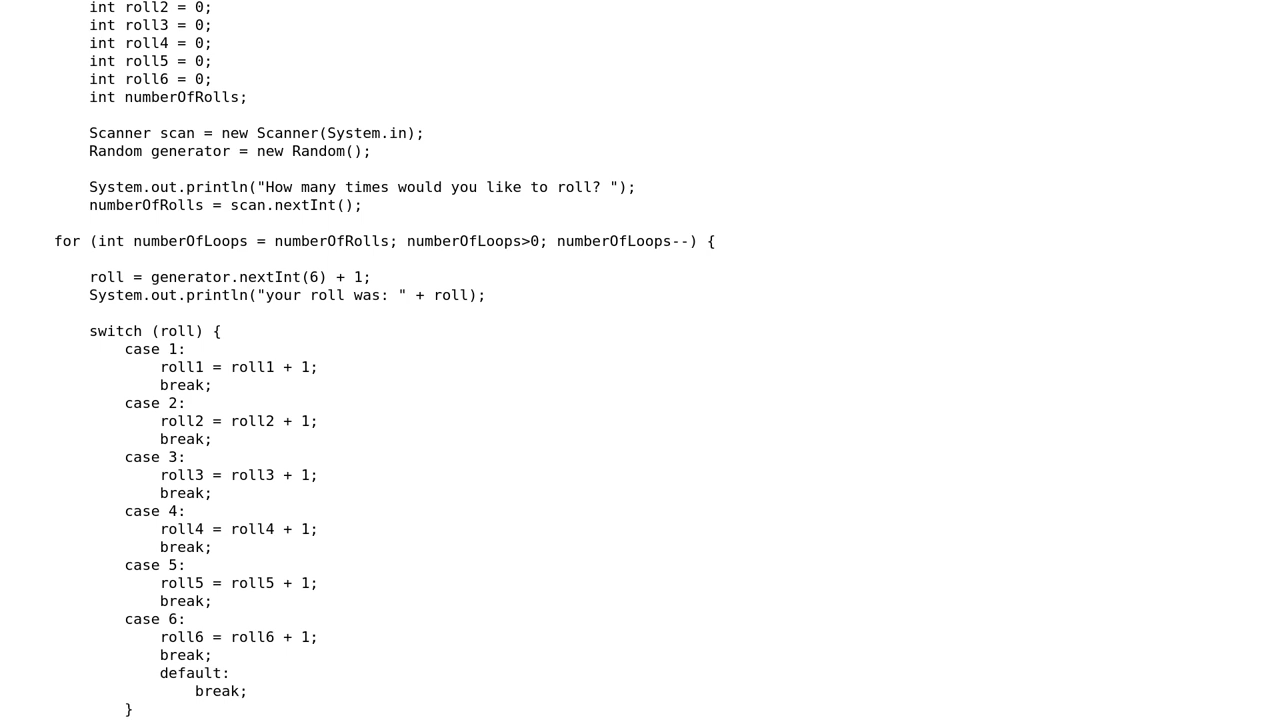 int roll2 = 0;
int roll3 = 0;
int roll4 = 0;
int roll5 = 0;
int roll6 = 0;
int numberOfRolls;
Scanner scan = new Scanner(System.in);
Random generator = new Random();
System.out.println("How many times would you like to roll? ");
numberOfRolls = scan.nextInt();
for (int numberOfLoops = numberOfRolls; numberOfLoops>0; numberOfLoops--) {
roll = generator.nextInt(6) + 1;
System.out.println("your roll was: " + roll);
switch (roll) {
case 1:
roll1 = roll1 + 1;
break;
case 2:
roll2 = roll2 + 1;
break;
case 3:
roll3 = roll3 + 1;
break;
case 4:
roll4 = roll4 + 1;
break;
case 5:
roll5 = roll5 + 1;
break;
case 6:
roll6 = roll6 + 1;
break;
default:
break;
}